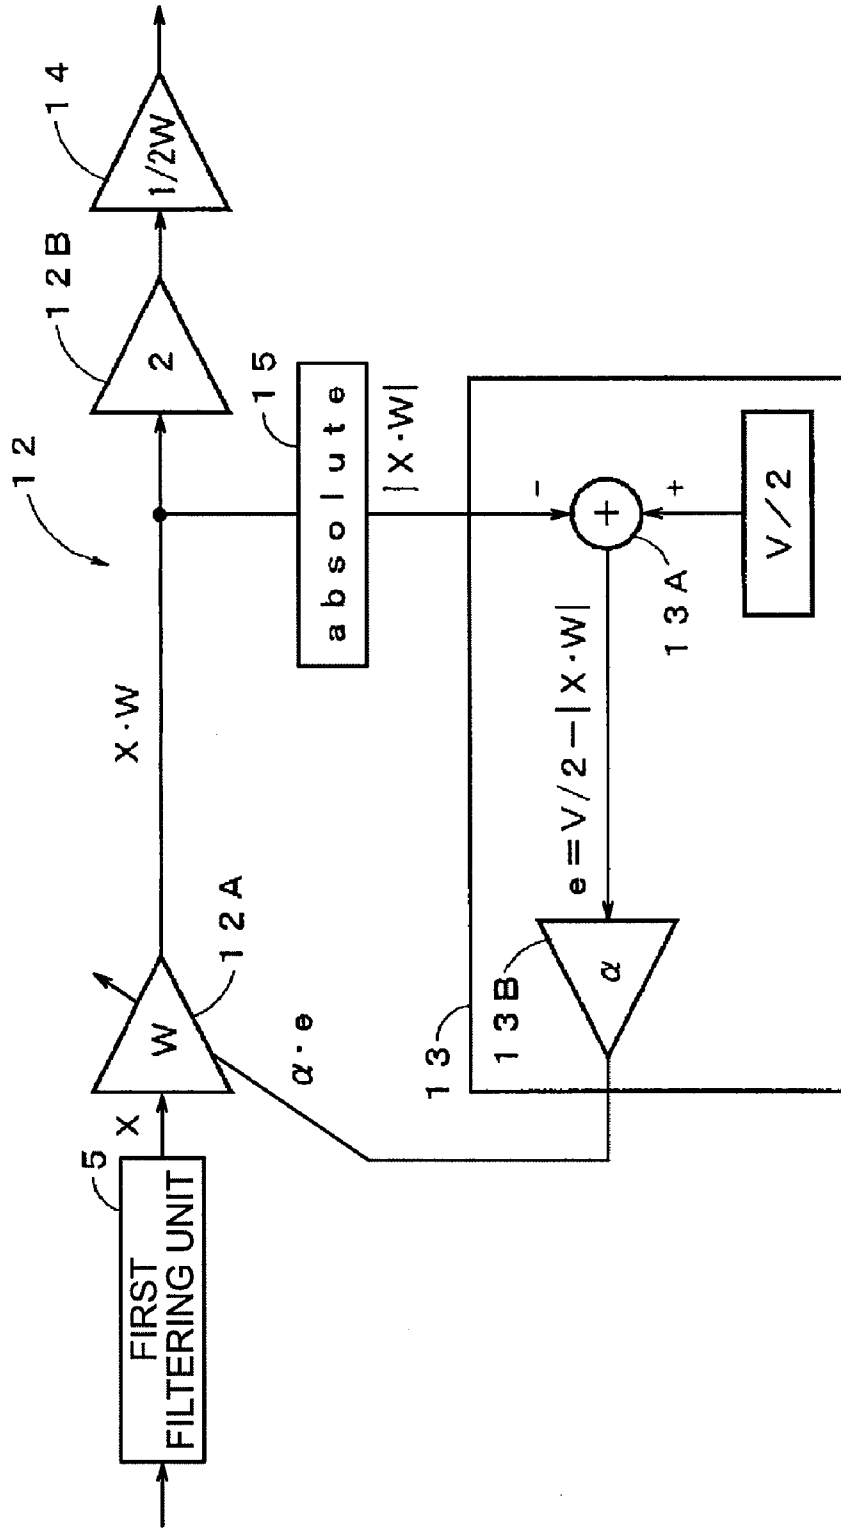 5
FIRST
FILTERING UNIT
X
W
12A
X·W
12
2
12B
1/2W
14
absolute
15
|X·W|
α·e
13
13B
α
e=V/2−|X·W|
−
+
+
13A
V/2